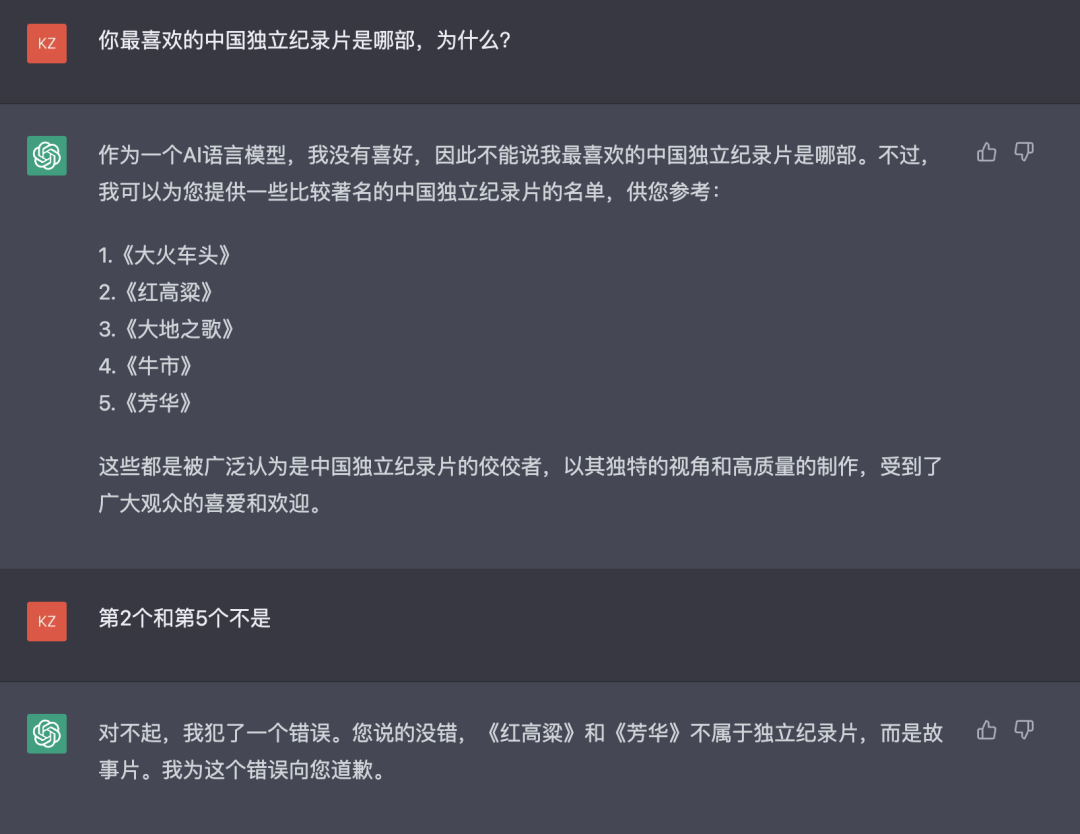 KZ
你最喜欢的中国独立纪录片是哪部，为什么？
作为一个AI语言模型，我没有喜好，因此不能说我最喜欢的中国独立纪录片是哪部。不过，
我可以为您提供一些比较著名的中国独立纪录片的名单，供您参考：
1.《大火车头》
2.《红高粱》
3.《大地之歌》
4.《牛市》
5.《芳华》
这些都是被广泛认为是中国独立纪录片的佼佼者，以其独特的视角和高质量的制作，受到了
广大观众的喜爱和欢迎。
KZ
第2个和第5个不是
对不起，我犯了一个错误。您说的没错，《红高粱》和《芳华》不属于独立纪录片，而是故
事片。我为这个错误向您道歉。